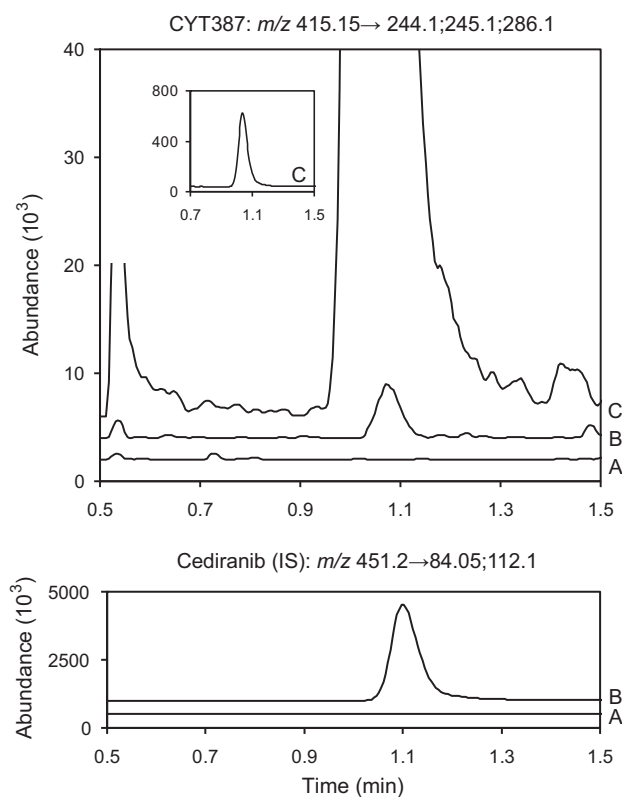 CYT387: m/z 415.15→ 244.1;245.1;286.1
40
30
20
10
0
Abundance (10³)
800
400
0
C
0.7 1.1 1.5
C
B
A
0.5 0.7 0.9 1.1 1.3 1.5
Cediranib (IS): m/z 451.2→84.05;112.1
5000
2500
0
Abundance (10³)
B
A
0.5 0.7 0.9 1.1 1.3 1.5
Time (min)